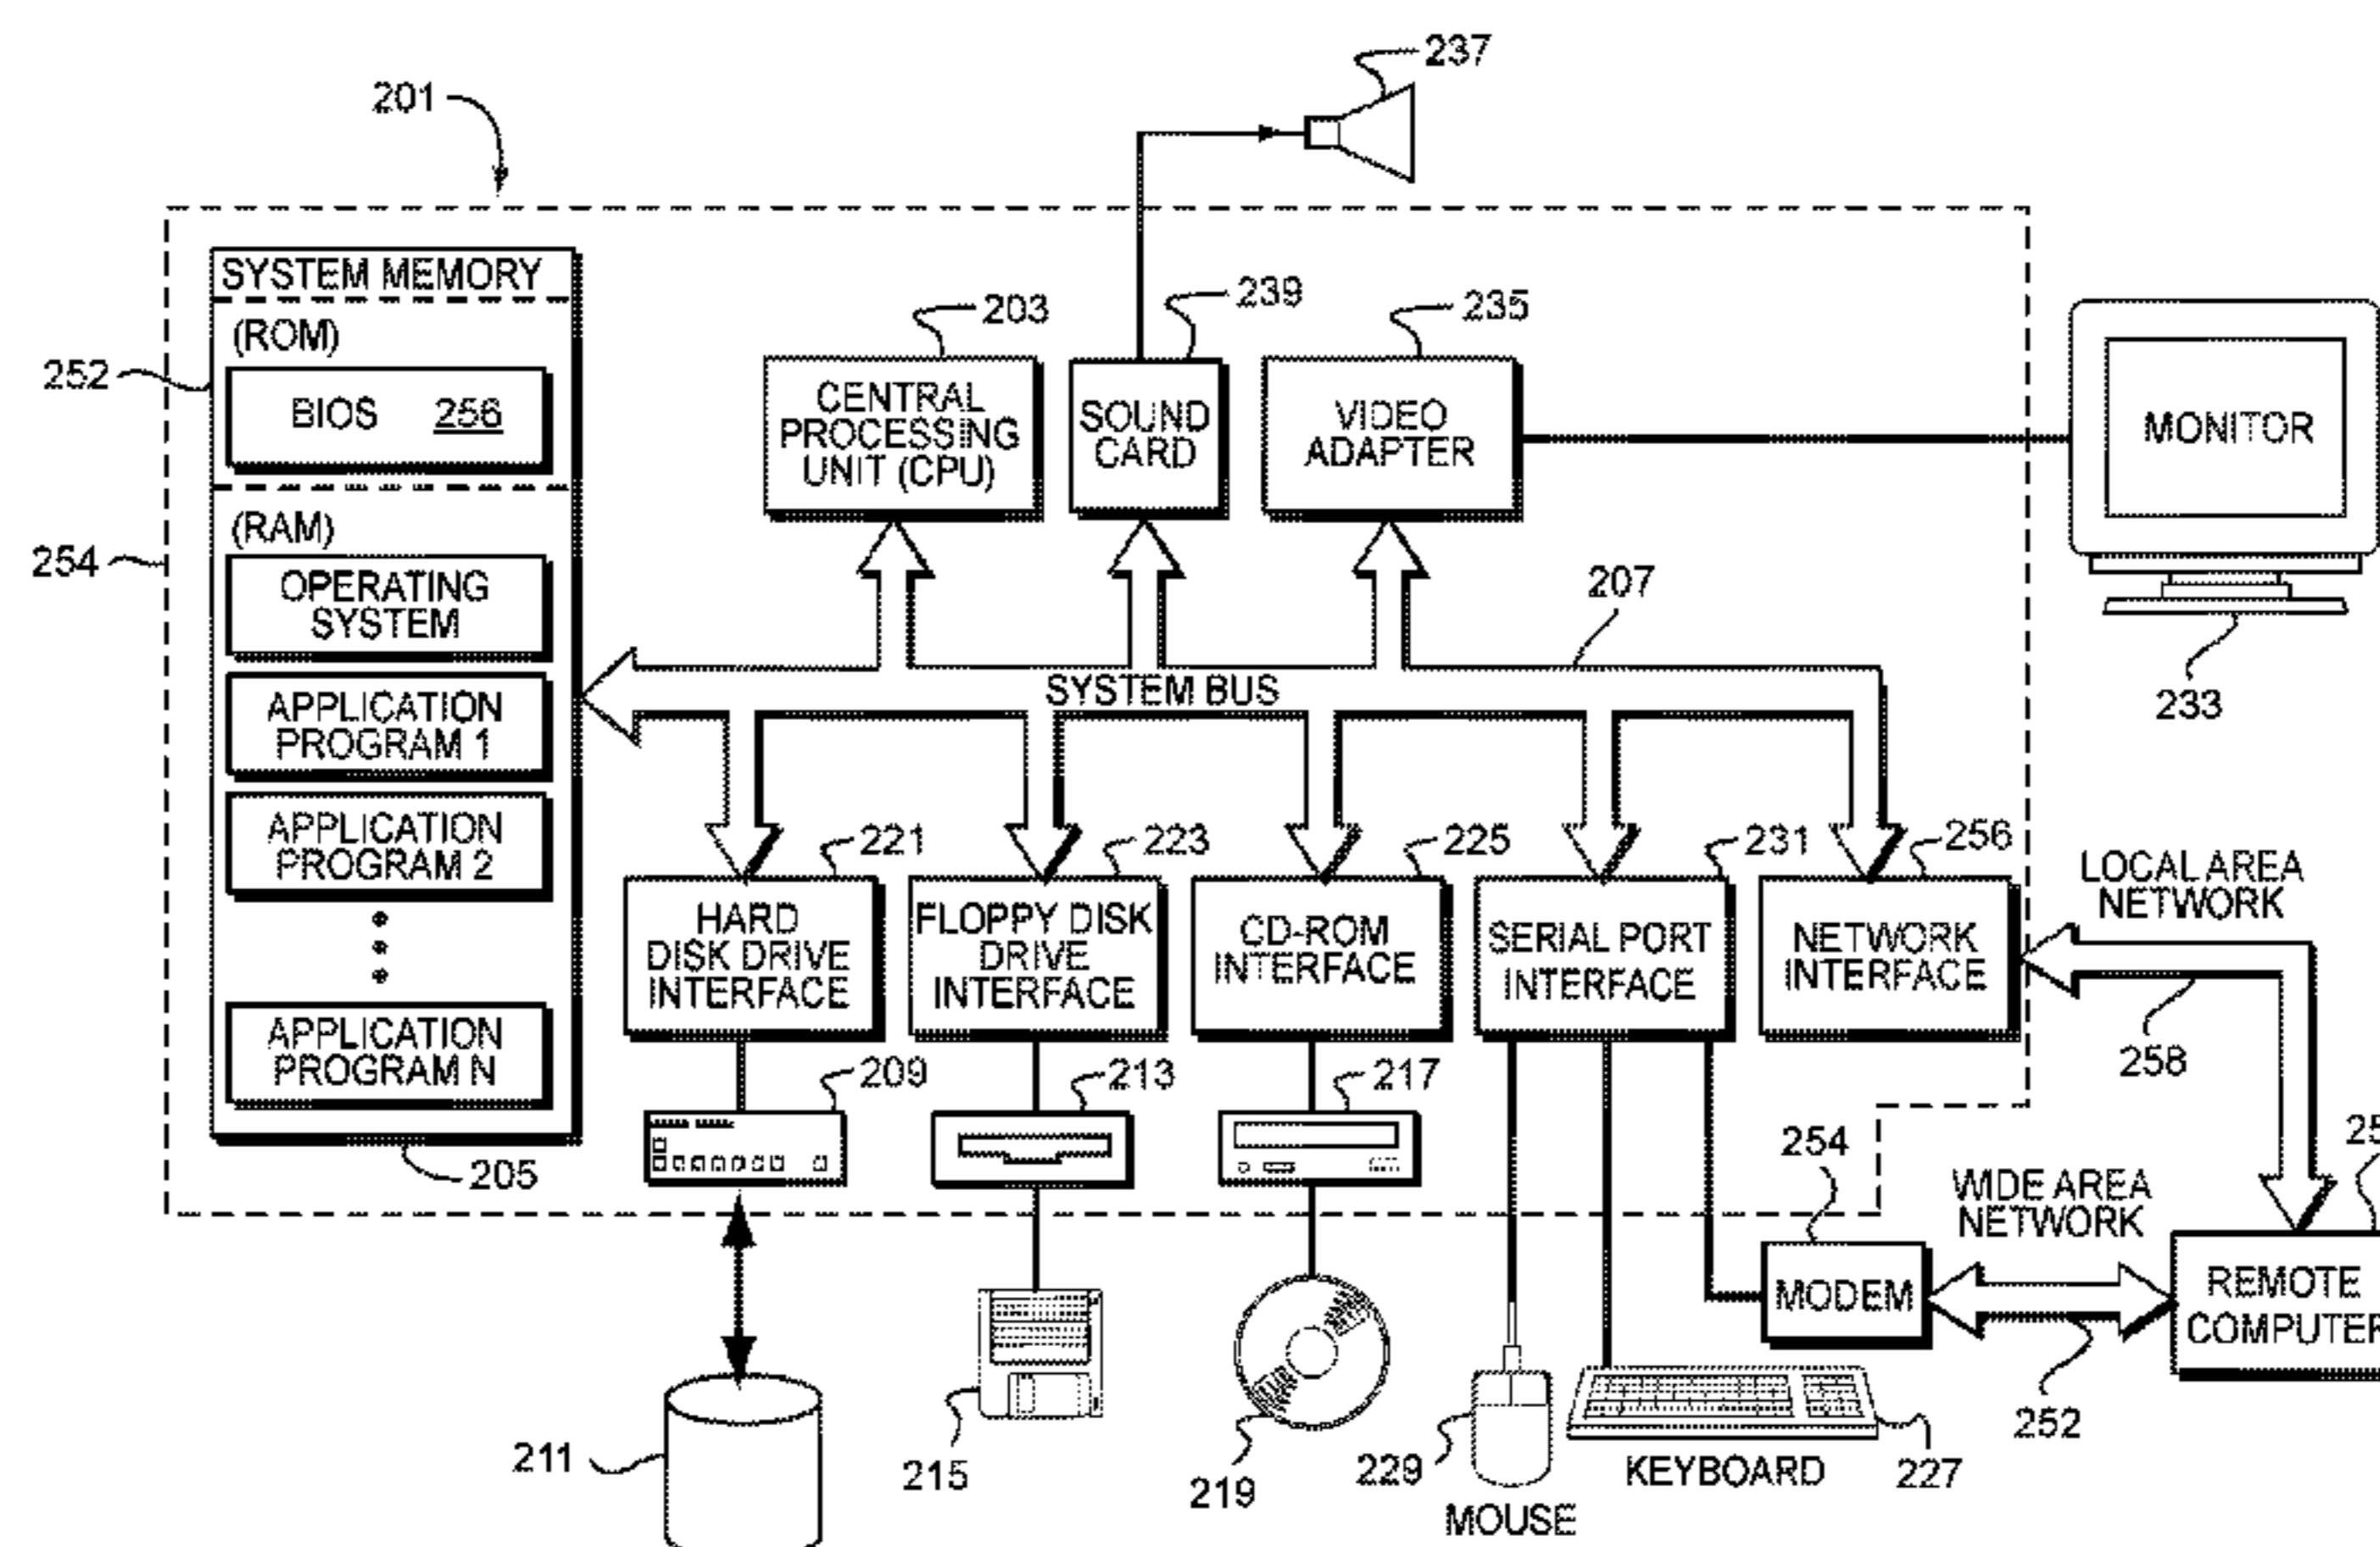 237
201
SYSTEM MEMORY
(ROM)
252
BIOS 256
(RAM)
254
OPERATING
SYSTEM
APPLICATION
PROGRAM 1
APPLICATION
PROGRAM 2
APPLICATION
PROGRAM N
205
203
CENTRAL
PROCESSING
UNIT (CPU)
239
SOUND
CARD
235
VIDEO
ADAPTER
MONITOR
233
207
SYSTEM BUS
221
HARD
DISK DRIVE
INTERFACE
223
FLOPPY DISK
DRIVE
INTERFACE
225
CD-ROM
INTERFACE
231
SERIAL PORT
INTERFACE
256
NETWORK
INTERFACE
LOCAL AREA
NETWORK
258
209
213
217
254
MODEM
WIDE AREA
NETWORK
252
REMOTE
COMPUTER
211
215
219
229
MOUSE
KEYBOARD
227